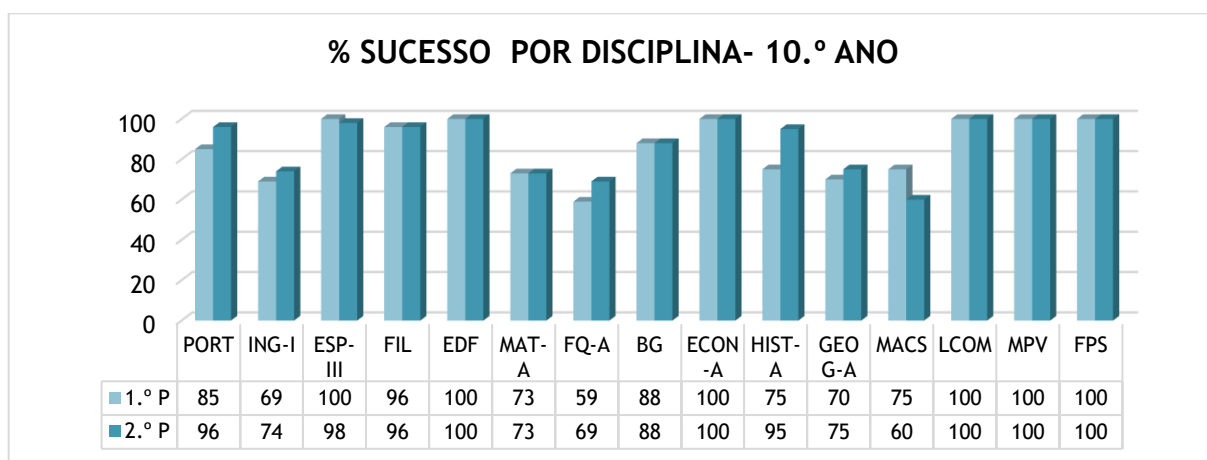 % SUCESSO POR DISCIPLINA- 10.º ANO
100
80
60
40
20
0
PORT ING-I ESP-III FIL EDF MAT-A FQ-A BG ECON-A HIST-A GEOG-A MACS LCOM MPV FPS
1.º P 85 69 100 96 100 73 59 88 100 75 70 75 100 100 100
2.º P 96 74 98 96 100 73 69 88 100 95 75 60 100 100 100